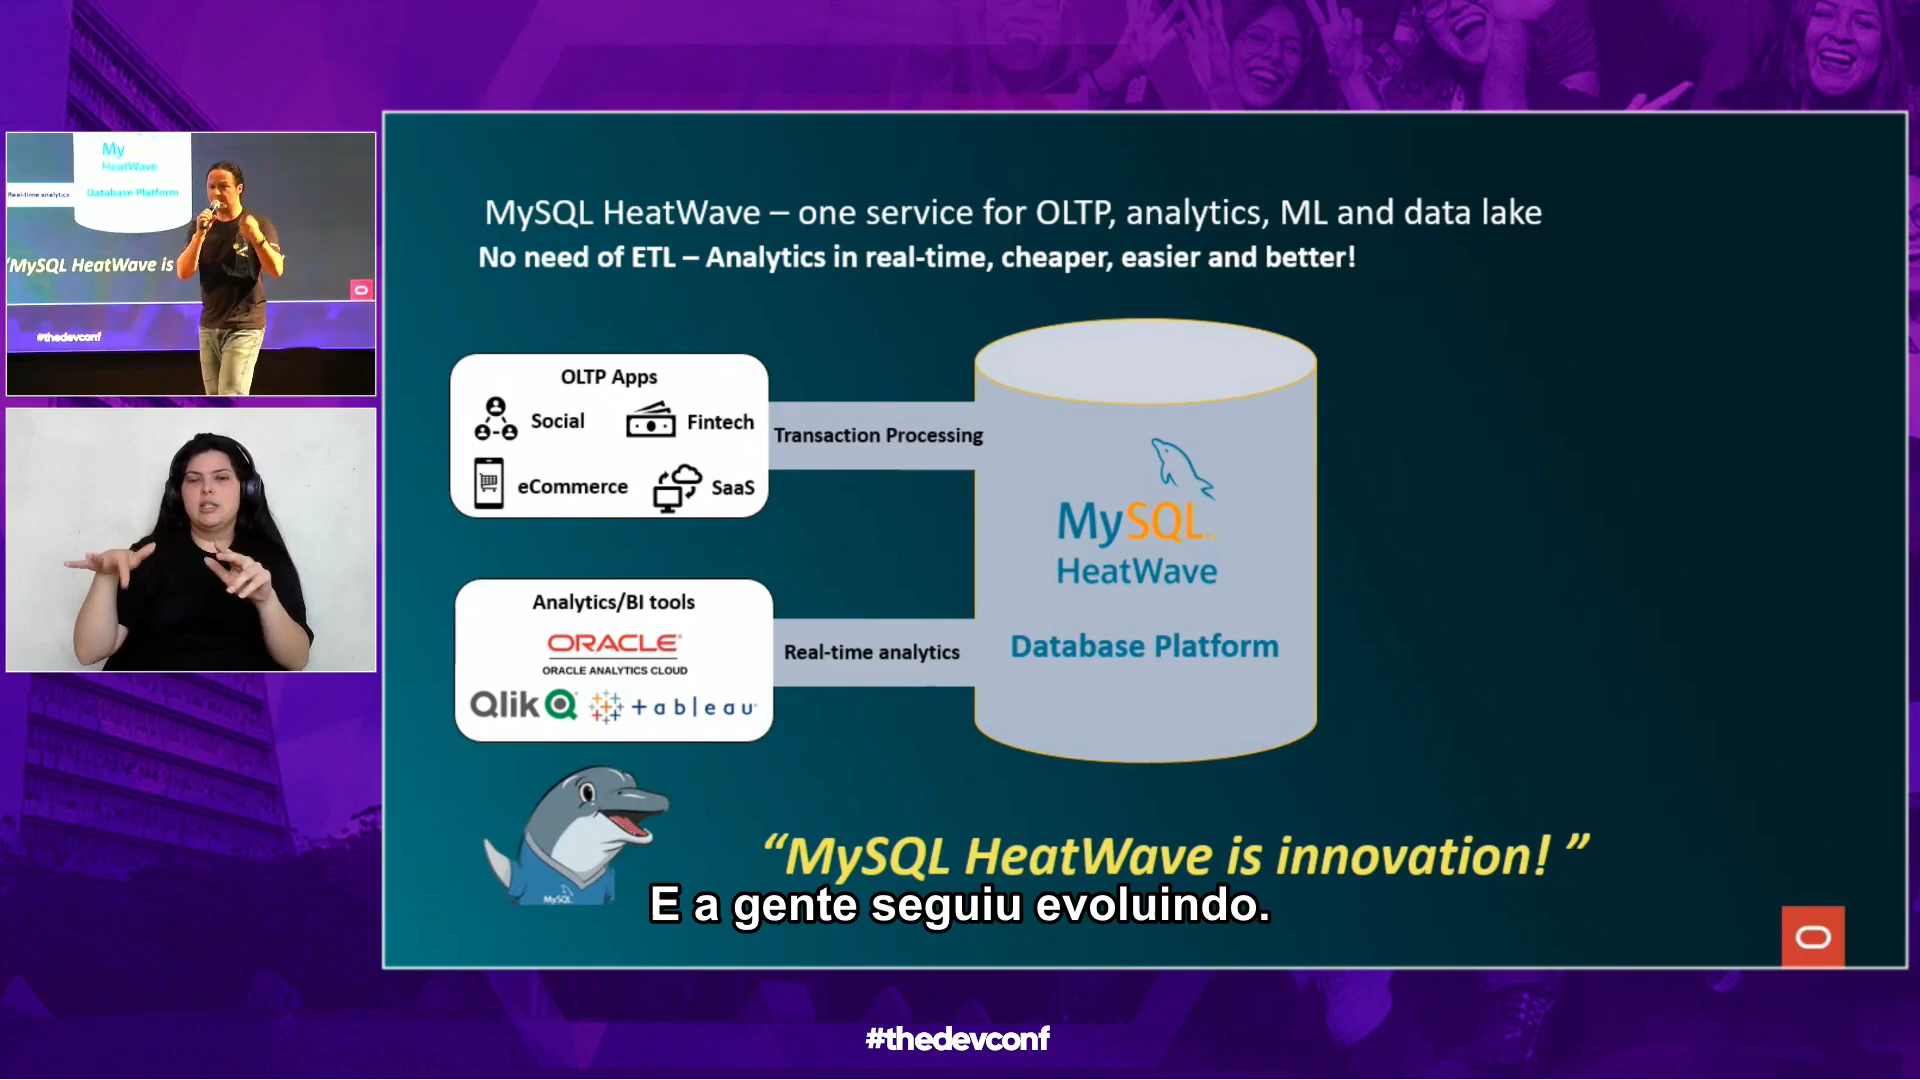 My
HeatWave
Real-time analytics
Database Platform
"MySQL HeatWave is
#thedevconf
MySQL HeatWave – one service for OLTP, analytics, ML and data lake
No need of ETL – Analytics in real-time, cheaper, easier and better!
OLTP Apps
Social
Fintech
eCommerce
SaaS
Transaction Processing
Analytics/BI tools
ORACLE
ORACLE ANALYTICS CLOUD
Qlik
+ableau
Real-time analytics
MySQL
HeatWave
Database Platform
MySQL
“MySQL HeatWave is innovation! ”
E a gente seguiu evoluindo.
#thedevconf